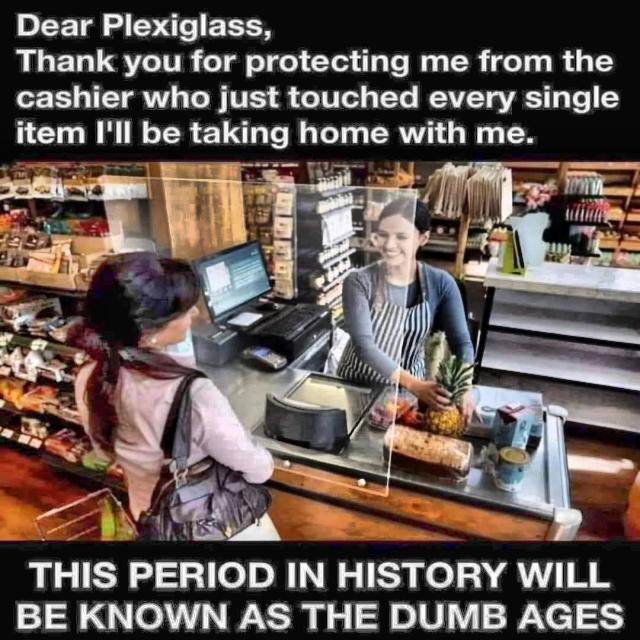 Dear Plexiglass,
Thank you for protecting me from the
cashier who just touched every single
item I'll be taking home with me.
THIS PERIOD IN HISTORY WILL
BE KNOWN AS THE DUMB AGES